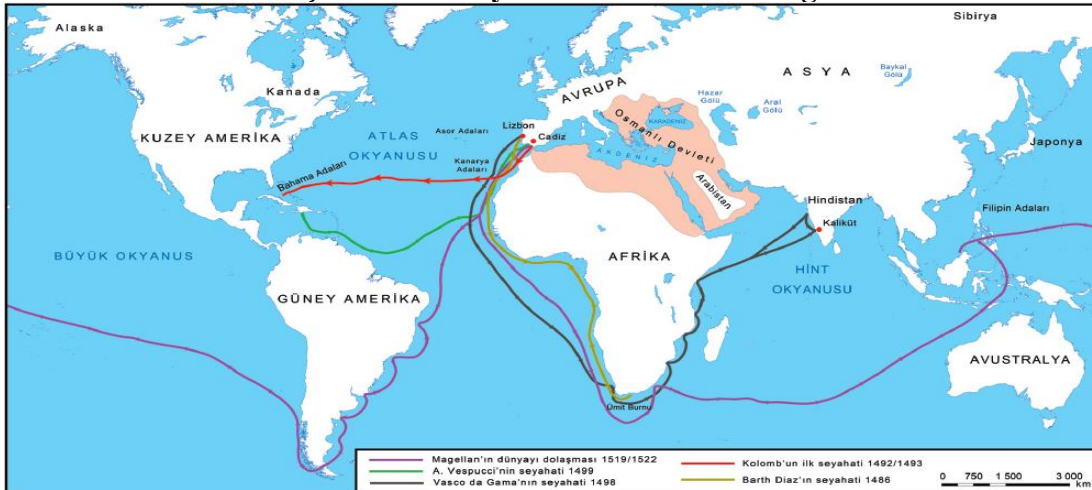 Alaska
Sibirya
Kanada
KUZEY AMERİKA
ATLAS
OKYANUSU
Asor Adaları
Kanarya
Adaları
Bahama Adaları
AVRUPA
Lizbon
Cadiz
AKDENİZ
KARADENİZ
Osmanlı Devleti
Arabistan
ASYA
Hazar
Gölü
Aral
Gölü
Baykal
Gölü
Japonya
Hindistan
Kaliküt
Filipin Adaları
BÜYÜK OKYANUS
GÜNEY AMERİKA
AFRİKA
HİNT
OKYANUSU
AVUSTRALYA
Ümit Burnu
Magellan'ın dünyayı dolaşması 1519/1522
A. Vespucci'nin seyahati 1499
Vasco da Gama'nın seyahati 1498
Kolomb'un ilk seyahati 1492/1493
Barth Diaz'ın seyahati 1486
0 750 1 500 3 000
km